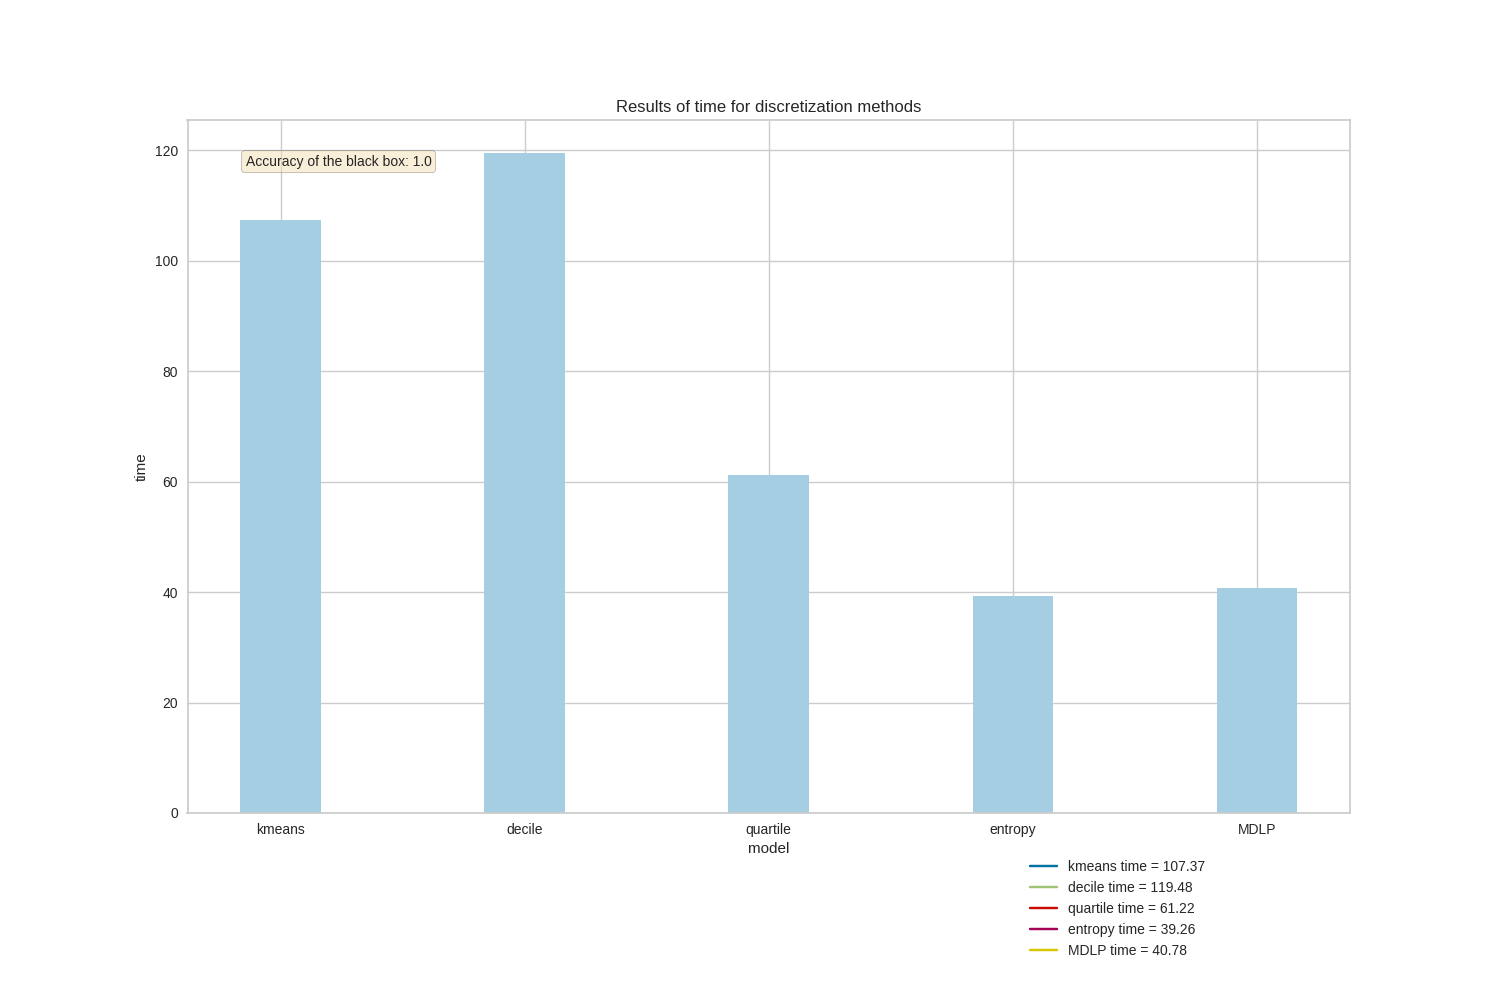 Results of time for discretization methods
Accuracy of the black box: 1.0
120
100
80
60
40
20
0
time
kmeans decile quartile entropy MDLP
model
kmeans time = 107.37
decile time = 119.48
quartile time = 61.22
entropy time = 39.26
MDLP time = 40.78